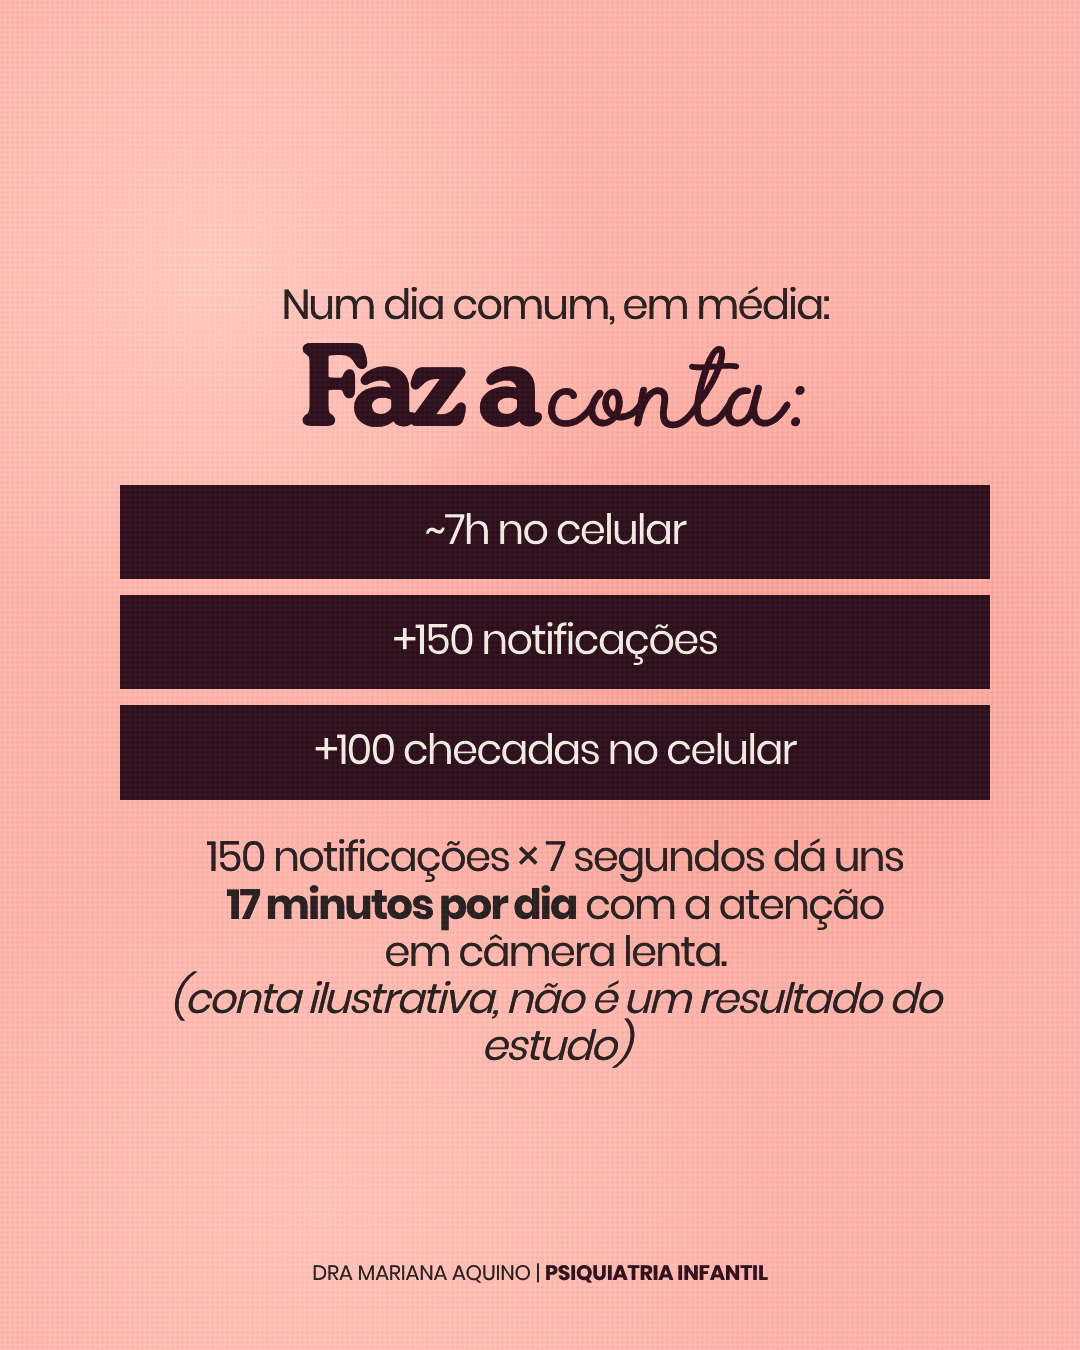 Num dia comum, em média:
Faz a conta:
~7h no celular
+150 notificações
+100 checadas no celular
150 notificações × 7 segundos dá uns
17 minutos por dia com a atenção
em câmera lenta.
(conta ilustrativa, não é um resultado do
estudo)
DRA MARIANA AQUINO | PSIQUIATRIA INFANTIL